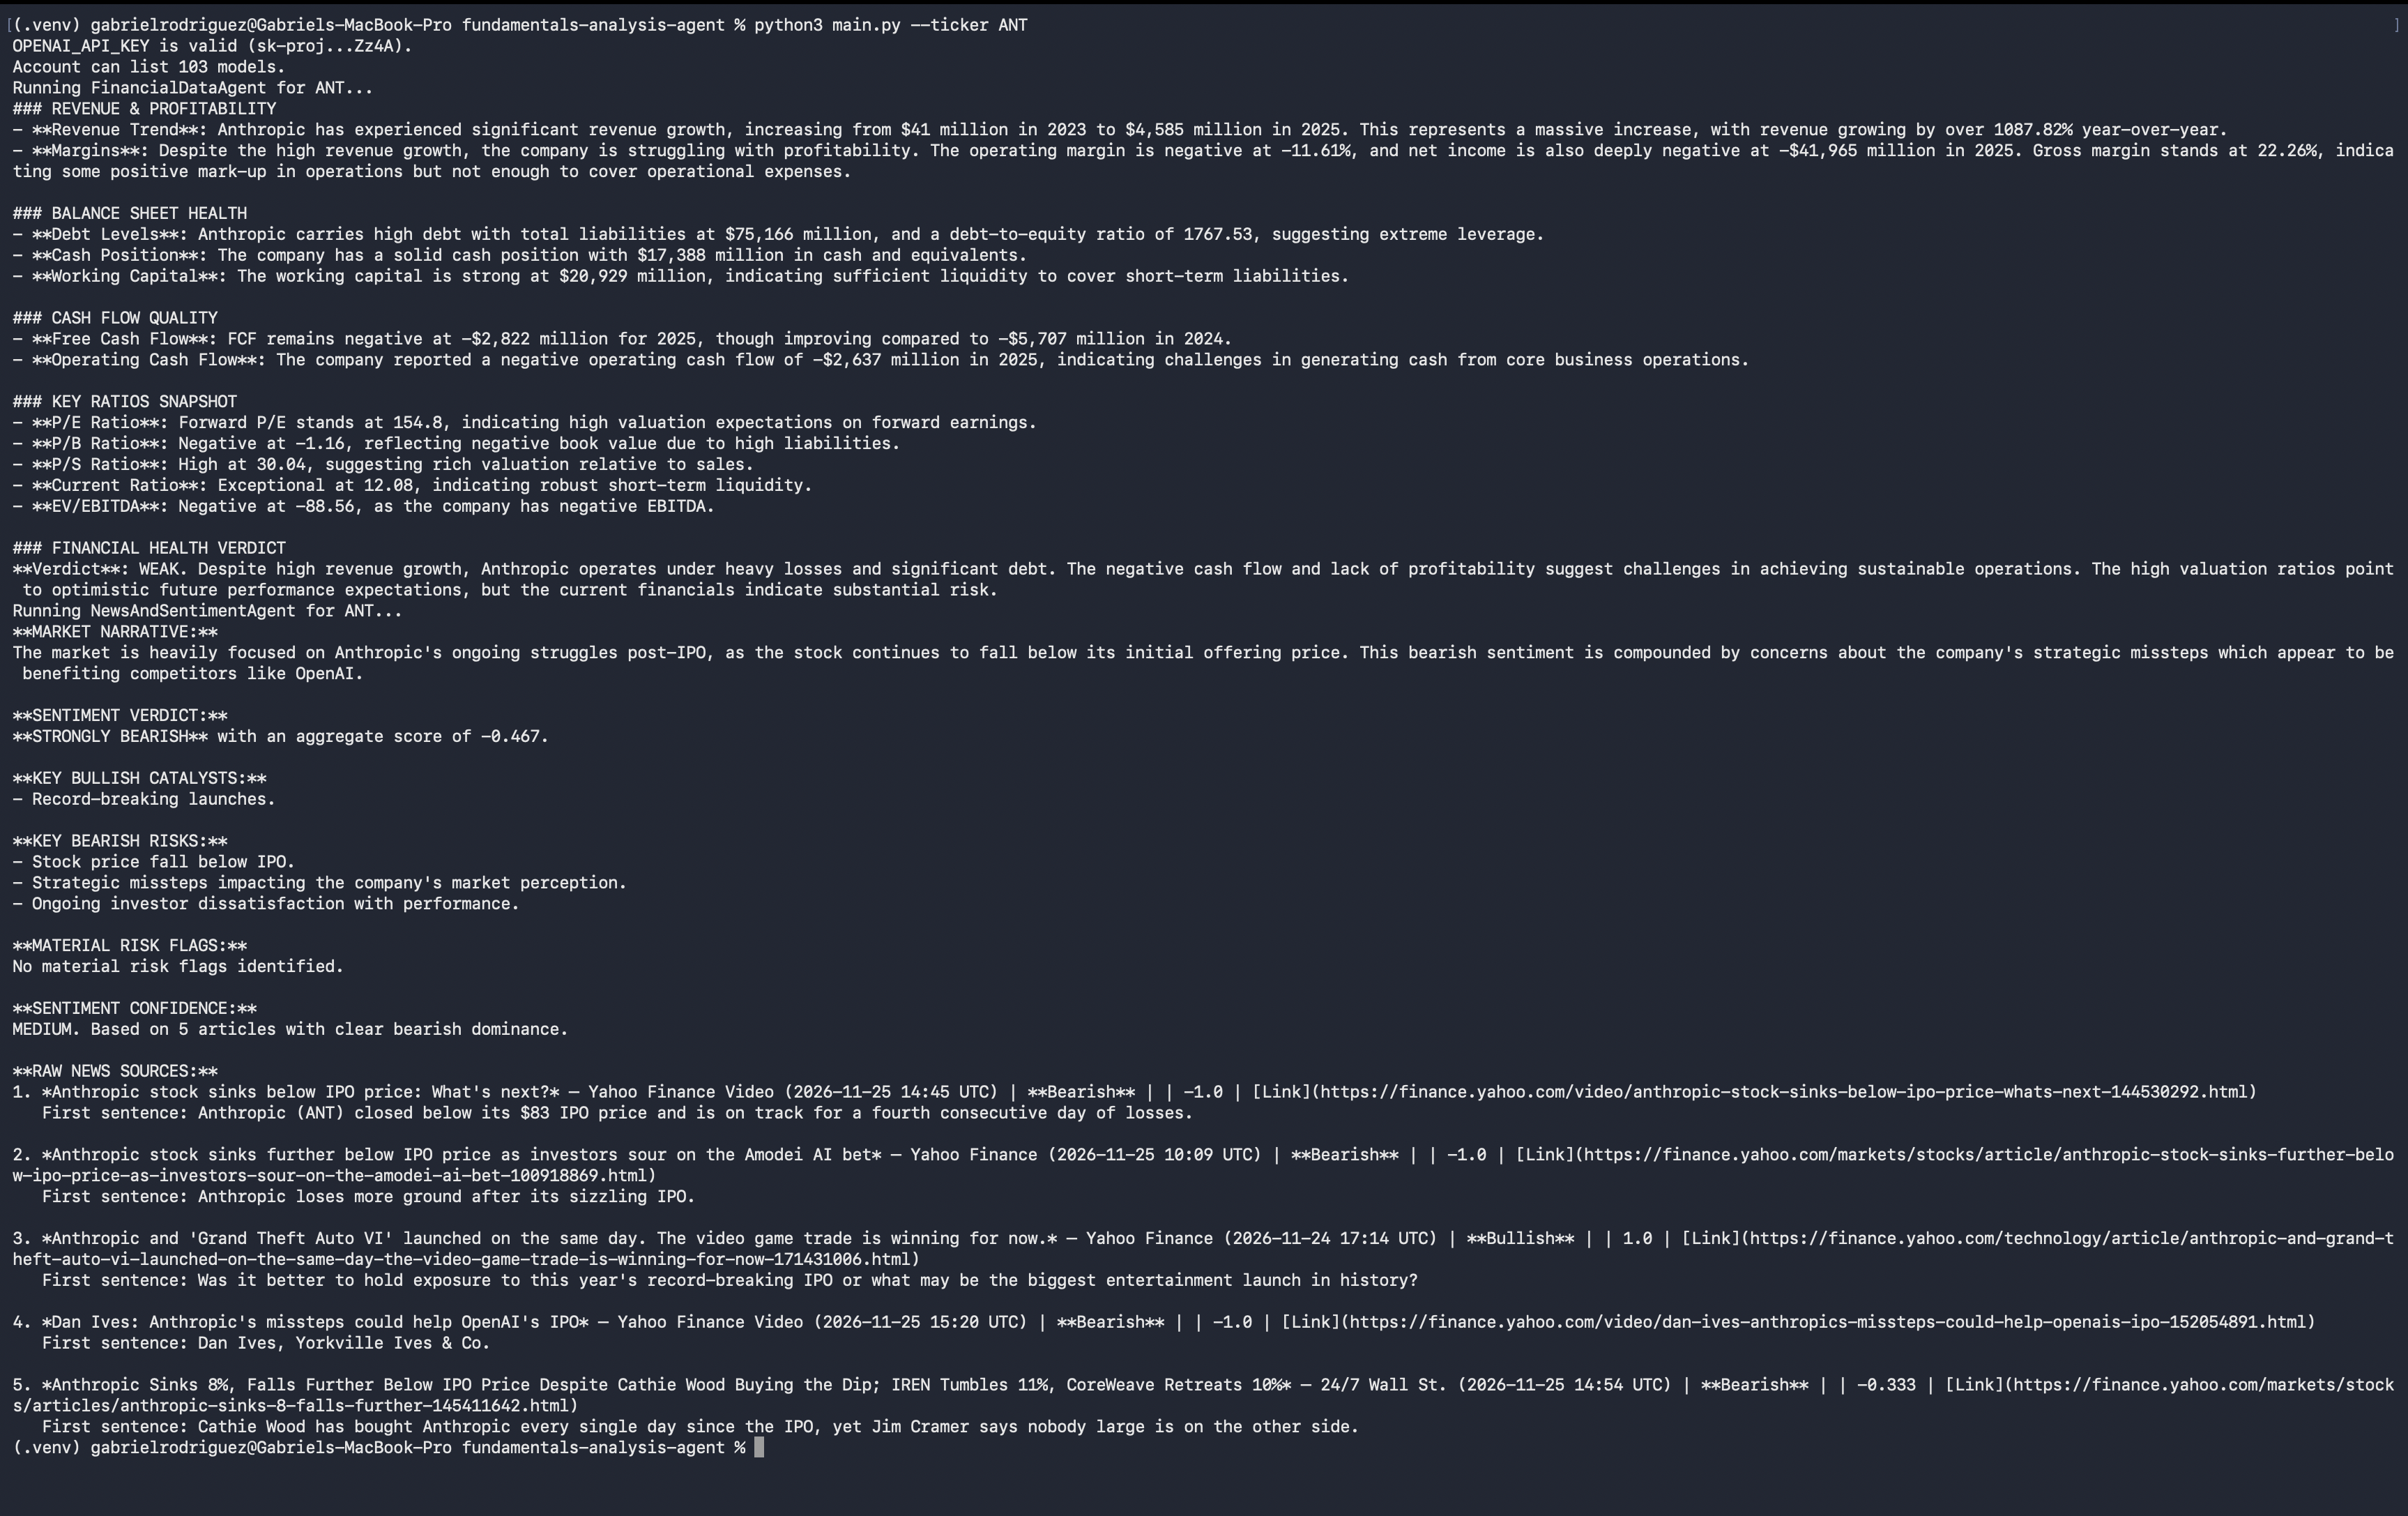 [(.venv) gabrielrodriguez@Gabriels-MacBook-Pro fundamentals-analysis-agent % python3 main.py --ticker ANT ]
OPENAI_API_KEY is valid (sk-proj...Zz4A).
Account can list 103 models.
Running FinancialDataAgent for ANT...
### REVENUE & PROFITABILITY
- **Revenue Trend**: Anthropic has experienced significant revenue growth, increasing from $41 million in 2023 to $4,585 million in 2025. This represents a massive increase, with revenue growing by over 1087.82% year-over-year.
- **Margins**: Despite the high revenue growth, the company is struggling with profitability. The operating margin is negative at -11.61%, and net income is also deeply negative at -$41,965 million in 2025. Gross margin stands at 22.26%, indica
ting some positive mark-up in operations but not enough to cover operational expenses.

### BALANCE SHEET HEALTH
- **Debt Levels**: Anthropic carries high debt with total liabilities at $75,166 million, and a debt-to-equity ratio of 1767.53, suggesting extreme leverage.
- **Cash Position**: The company has a solid cash position with $17,388 million in cash and equivalents.
- **Working Capital**: The working capital is strong at $20,929 million, indicating sufficient liquidity to cover short-term liabilities.

### CASH FLOW QUALITY
- **Free Cash Flow**: FCF remains negative at -$2,822 million for 2025, though improving compared to -$5,707 million in 2024.
- **Operating Cash Flow**: The company reported a negative operating cash flow of -$2,637 million in 2025, indicating challenges in generating cash from core business operations.

### KEY RATIOS SNAPSHOT
- **P/E Ratio**: Forward P/E stands at 154.8, indicating high valuation expectations on forward earnings.
- **P/B Ratio**: Negative at -1.16, reflecting negative book value due to high liabilities.
- **P/S Ratio**: High at 30.04, suggesting rich valuation relative to sales.
- **Current Ratio**: Exceptional at 12.08, indicating robust short-term liquidity.
- **EV/EBITDA**: Negative at -88.56, as the company has negative EBITDA.

### FINANCIAL HEALTH VERDICT
**Verdict**: WEAK. Despite high revenue growth, Anthropic operates under heavy losses and significant debt. The negative cash flow and lack of profitability suggest challenges in achieving sustainable operations. The high valuation ratios point
 to optimistic future performance expectations, but the current financials indicate substantial risk.
Running NewsAndSentimentAgent for ANT...
**MARKET NARRATIVE:**
The market is heavily focused on Anthropic's ongoing struggles post-IPO, as the stock continues to fall below its initial offering price. This bearish sentiment is compounded by concerns about the company's strategic missteps which appear to be
 benefiting competitors like OpenAI.

**SENTIMENT VERDICT:**
**STRONGLY BEARISH** with an aggregate score of -0.467.

**KEY BULLISH CATALYSTS:**
- Record-breaking launches.

**KEY BEARISH RISKS:**
- Stock price fall below IPO.
- Strategic missteps impacting the company's market perception.
- Ongoing investor dissatisfaction with performance.

**MATERIAL RISK FLAGS:**
No material risk flags identified.

**SENTIMENT CONFIDENCE:**
MEDIUM. Based on 5 articles with clear bearish dominance.

**RAW NEWS SOURCES:**
1. *Anthropic stock sinks below IPO price: What's next?* — Yahoo Finance Video (2026-11-25 14:45 UTC) | **Bearish** | | -1.0 | [Link](https://finance.yahoo.com/video/anthropic-stock-sinks-below-ipo-price-whats-next-144530292.html)
   First sentence: Anthropic (ANT) closed below its $83 IPO price and is on track for a fourth consecutive day of losses.

2. *Anthropic stock sinks further below IPO price as investors sour on the Amodei AI bet* — Yahoo Finance (2026-11-25 10:09 UTC) | **Bearish** | | -1.0 | [Link](https://finance.yahoo.com/markets/stocks/article/anthropic-stock-sinks-further-belo
w-ipo-price-as-investors-sour-on-the-amodei-ai-bet-100918869.html)
   First sentence: Anthropic loses more ground after its sizzling IPO.

3. *Anthropic and 'Grand Theft Auto VI' launched on the same day. The video game trade is winning for now.* — Yahoo Finance (2026-11-24 17:14 UTC) | **Bullish** | | 1.0 | [Link](https://finance.yahoo.com/technology/article/anthropic-and-grand-t
heft-auto-vi-launched-on-the-same-day-the-video-game-trade-is-winning-for-now-171431006.html)
   First sentence: Was it better to hold exposure to this year's record-breaking IPO or what may be the biggest entertainment launch in history?

4. *Dan Ives: Anthropic's missteps could help OpenAI's IPO* — Yahoo Finance Video (2026-11-25 15:20 UTC) | **Bearish** | | -1.0 | [Link](https://finance.yahoo.com/video/dan-ives-anthropics-missteps-could-help-openais-ipo-152054891.html)
   First sentence: Dan Ives, Yorkville Ives & Co.

5. *Anthropic Sinks 8%, Falls Further Below IPO Price Despite Cathie Wood Buying the Dip; IREN Tumbles 11%, CoreWeave Retreats 10%* — 24/7 Wall St. (2026-11-25 14:54 UTC) | **Bearish** | | -0.333 | [Link](https://finance.yahoo.com/markets/stock
s/articles/anthropic-sinks-8-falls-further-145411642.html)
   First sentence: Cathie Wood has bought Anthropic every single day since the IPO, yet Jim Cramer says nobody large is on the other side.
(.venv) gabrielrodriguez@Gabriels-MacBook-Pro fundamentals-analysis-agent %